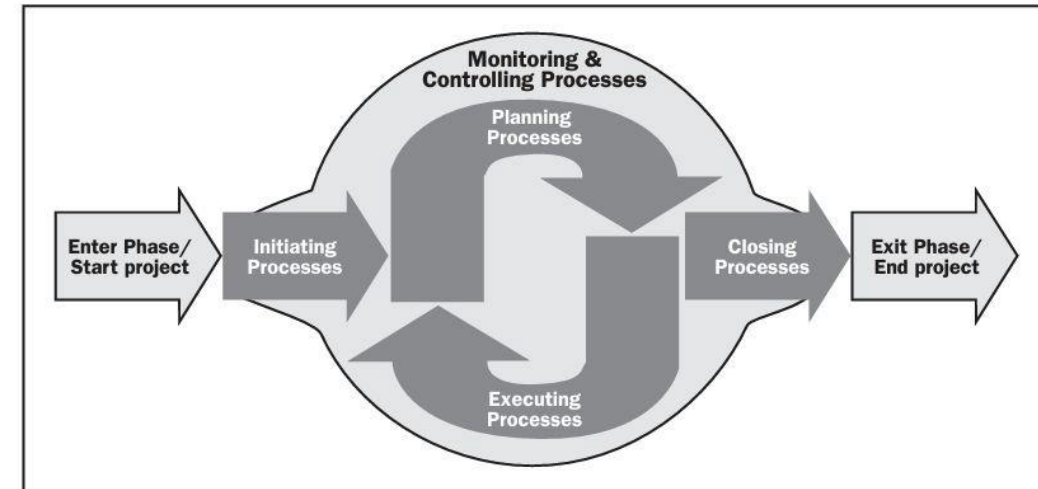 Monitoring &
Controlling Processes
Planning
Processes
Enter Phase/
Start project
Initiating
Processes
Closing
Processes
Exit Phase/
End project
Executing
Processes